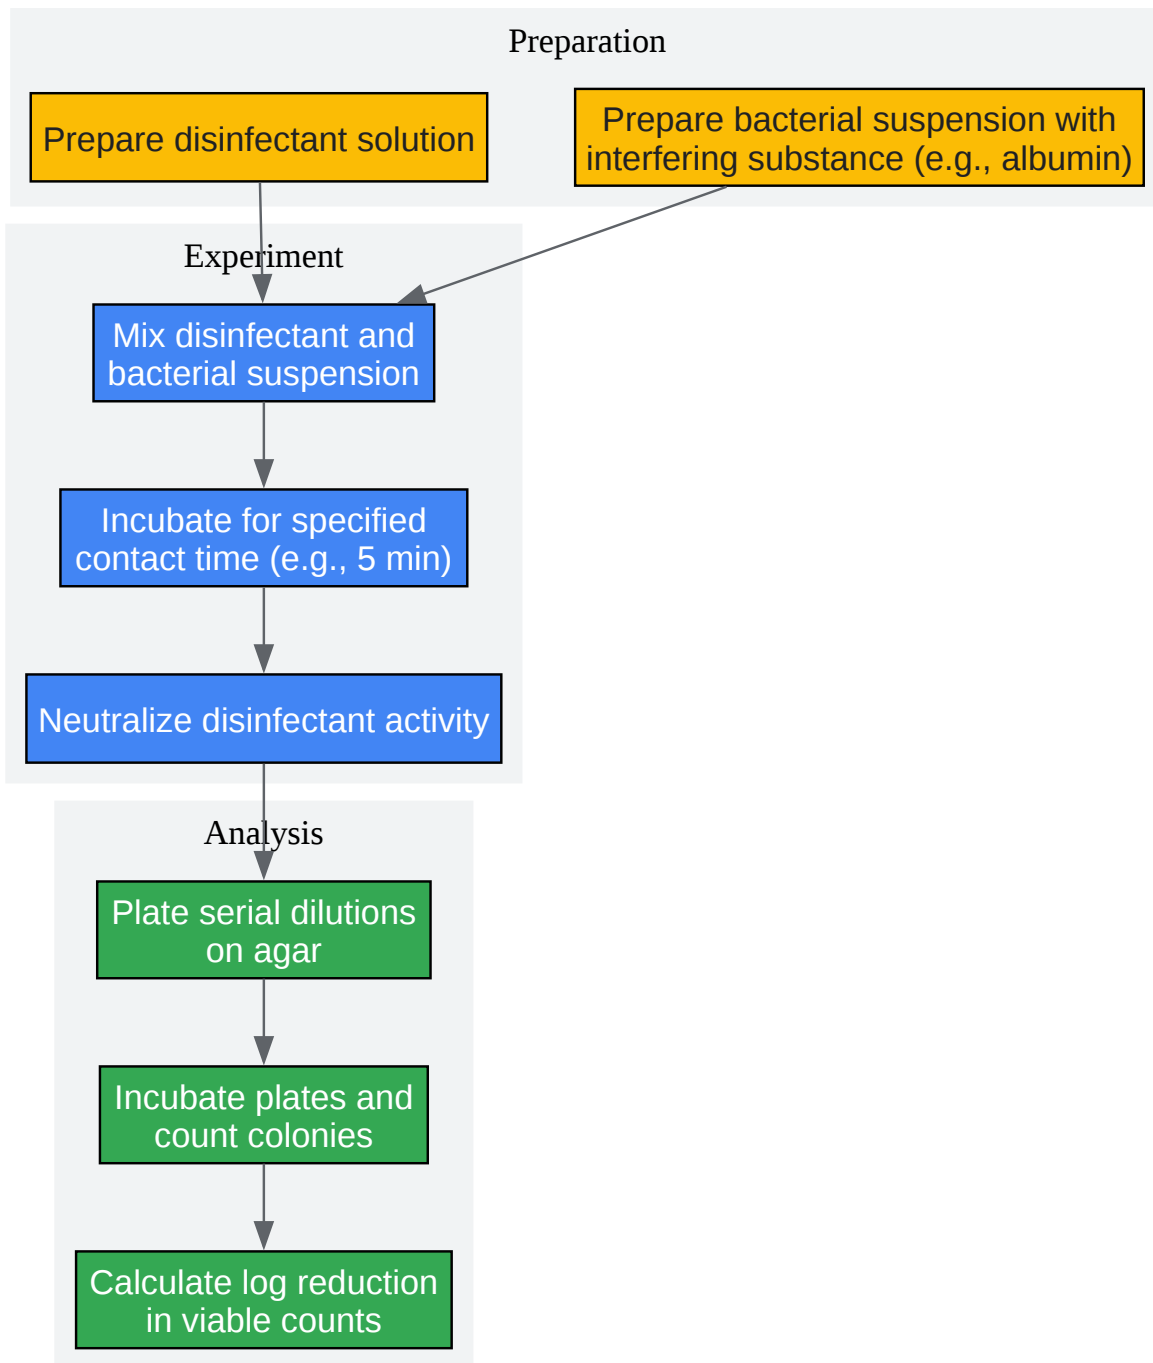 Preparation
Prepare disinfectant solution
Prepare bacterial suspension with
interfering substance (e.g., albumin)
Experiment
Mix disinfectant and
bacterial suspension
Incubate for specified
contact time (e.g., 5 min)
Neutralize disinfectant activity
Analysis
Plate serial dilutions
on agar
Incubate plates and
count colonies
Calculate log reduction
in viable counts